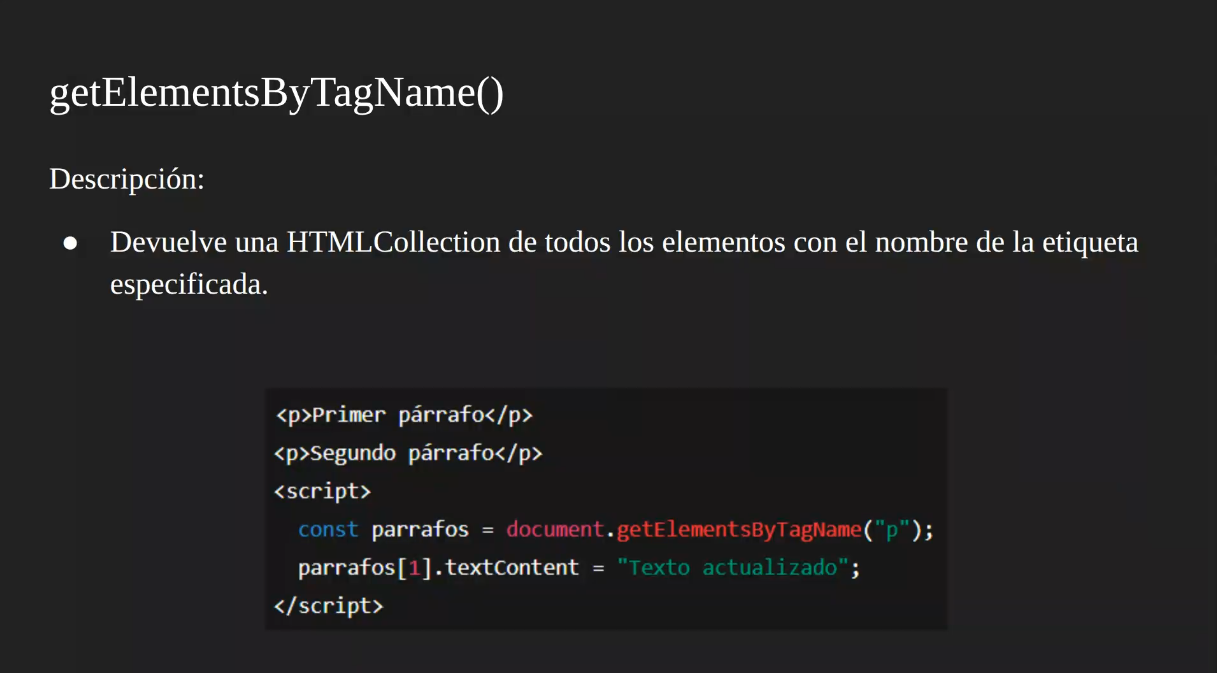 getElementsByTagName()
Descripción:
● Devuelve una HTMLCollection de todos los elementos con el nombre de la etiqueta
especificada.
<p>Primer párrafo</p>
<p>Segundo párrafo</p>
<script>
  const parrafos = document.getElementsByTagName("p");
  parrafos[1].textContent = "Texto actualizado";
</script>